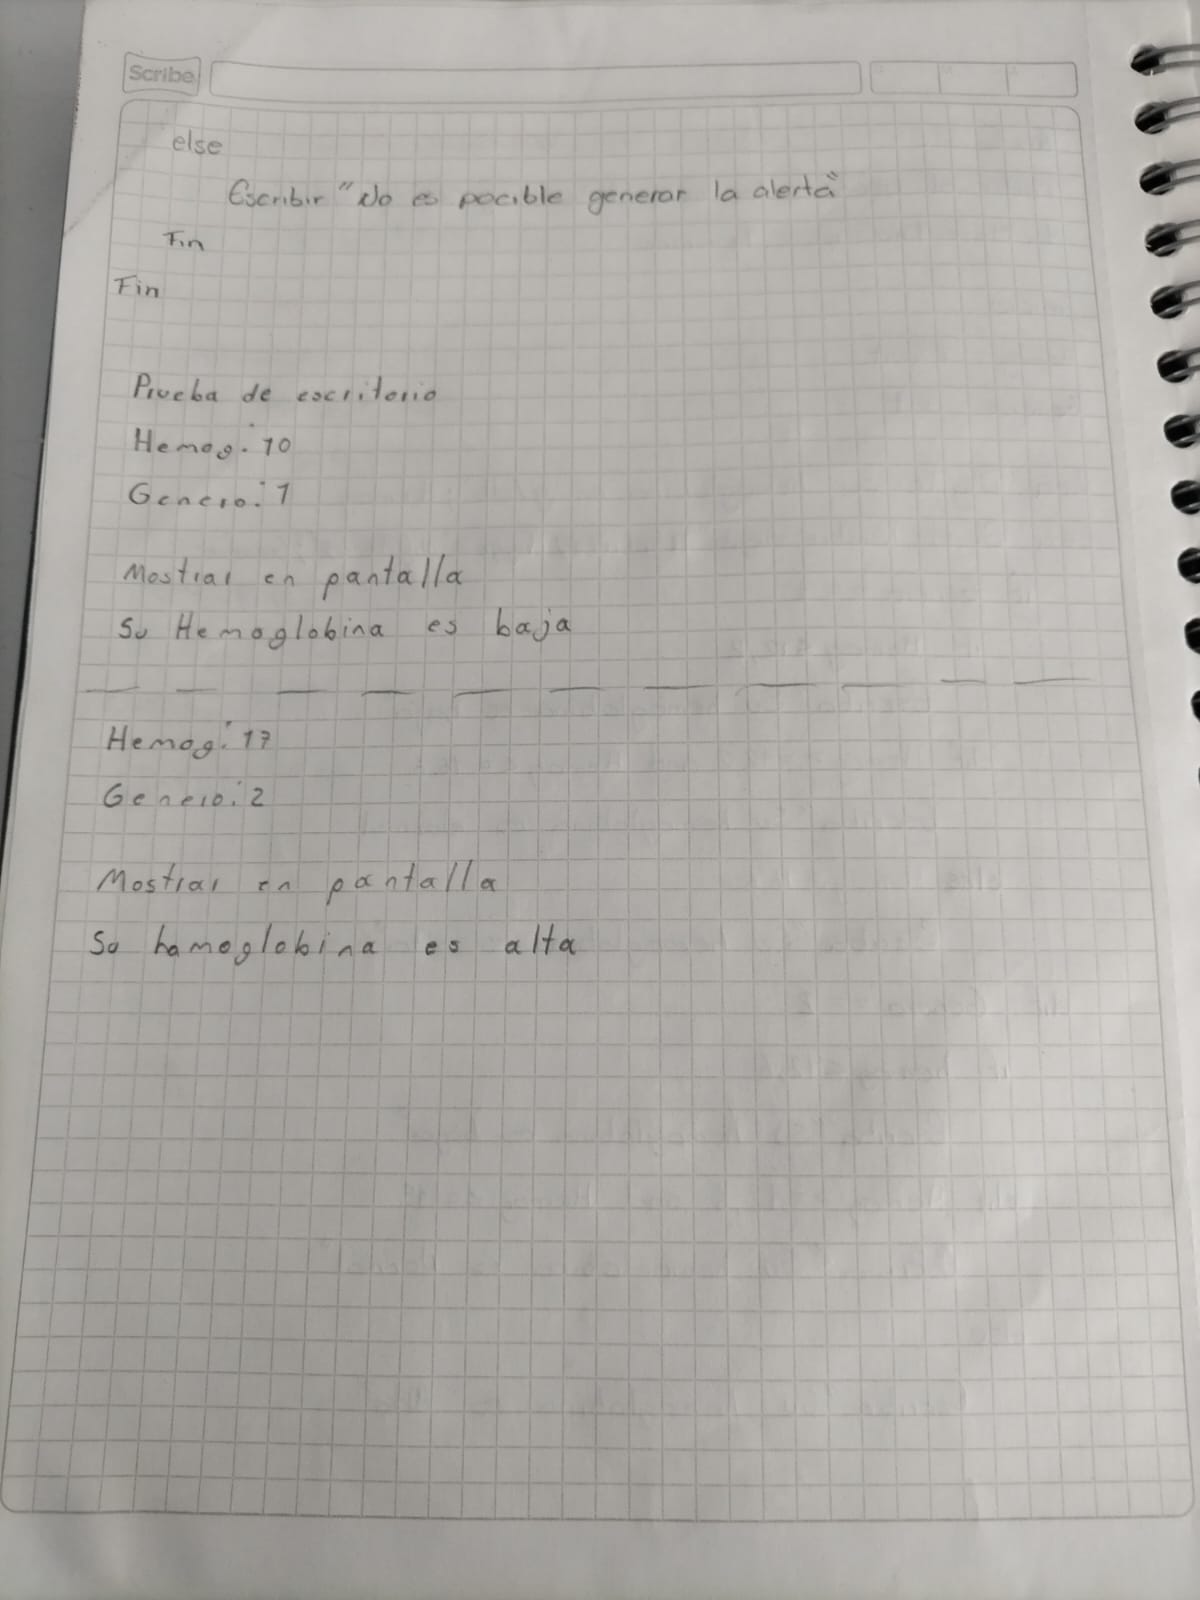 Scribe
else
Escribir "No es pocible generar la alerta"
Fin
Fin
Prueba de escritorio
Hemog: 10
Genero: 1
Mostrar en pantalla
Su Hemoglobina es baja
Hemog: 17
Genero: 2
Mostrar en pantalla
Su hamoglobina es alta